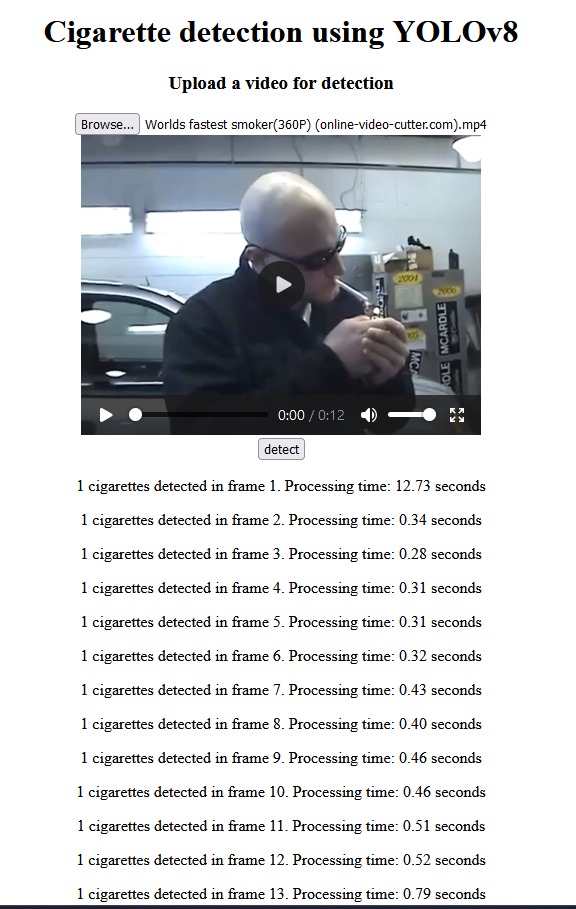 Cigarette detection using YOLOv8
Upload a video for detection
Browse... Worlds fastest smoker(360P) (online-video-cutter.com).mp4
2004
2006
MCARDLE
0:00 / 0:12
detect
1 cigarettes detected in frame 1. Processing time: 12.73 seconds
1 cigarettes detected in frame 2. Processing time: 0.34 seconds
1 cigarettes detected in frame 3. Processing time: 0.28 seconds
1 cigarettes detected in frame 4. Processing time: 0.31 seconds
1 cigarettes detected in frame 5. Processing time: 0.31 seconds
1 cigarettes detected in frame 6. Processing time: 0.32 seconds
1 cigarettes detected in frame 7. Processing time: 0.43 seconds
1 cigarettes detected in frame 8. Processing time: 0.40 seconds
1 cigarettes detected in frame 9. Processing time: 0.46 seconds
1 cigarettes detected in frame 10. Processing time: 0.46 seconds
1 cigarettes detected in frame 11. Processing time: 0.51 seconds
1 cigarettes detected in frame 12. Processing time: 0.52 seconds
1 cigarettes detected in frame 13. Processing time: 0.79 seconds